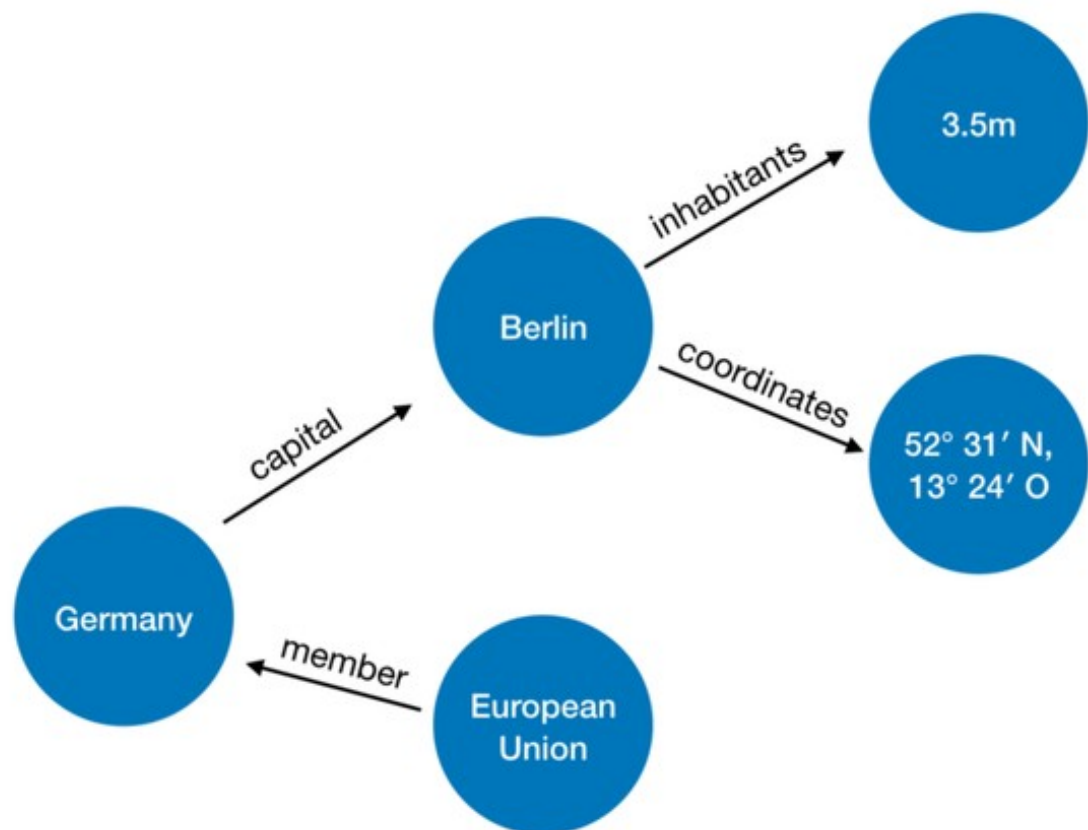 3.5m
inhabitants
Berlin
coordinates
52° 31′ N,
13° 24′ O
capital
Germany
member
European
Union